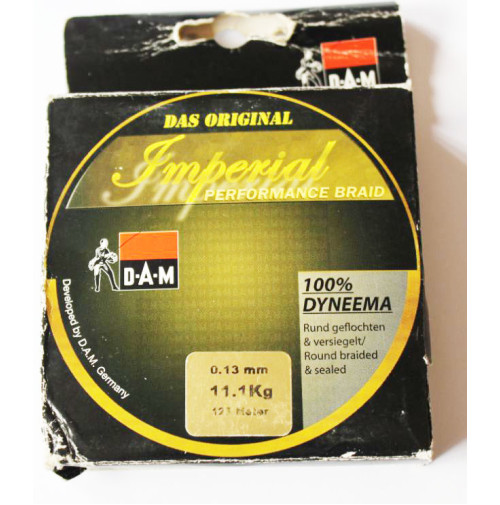 D·A·M
DAS ORIGINAL
Imperial
PERFORMANCE BRAID
D·A·M
Developed by D.A.M. Germany
100%
DYNEEMA
Rund geflochten
& versiegelt/
Round braided
& sealed
0.13 mm
11.1Kg
Meter